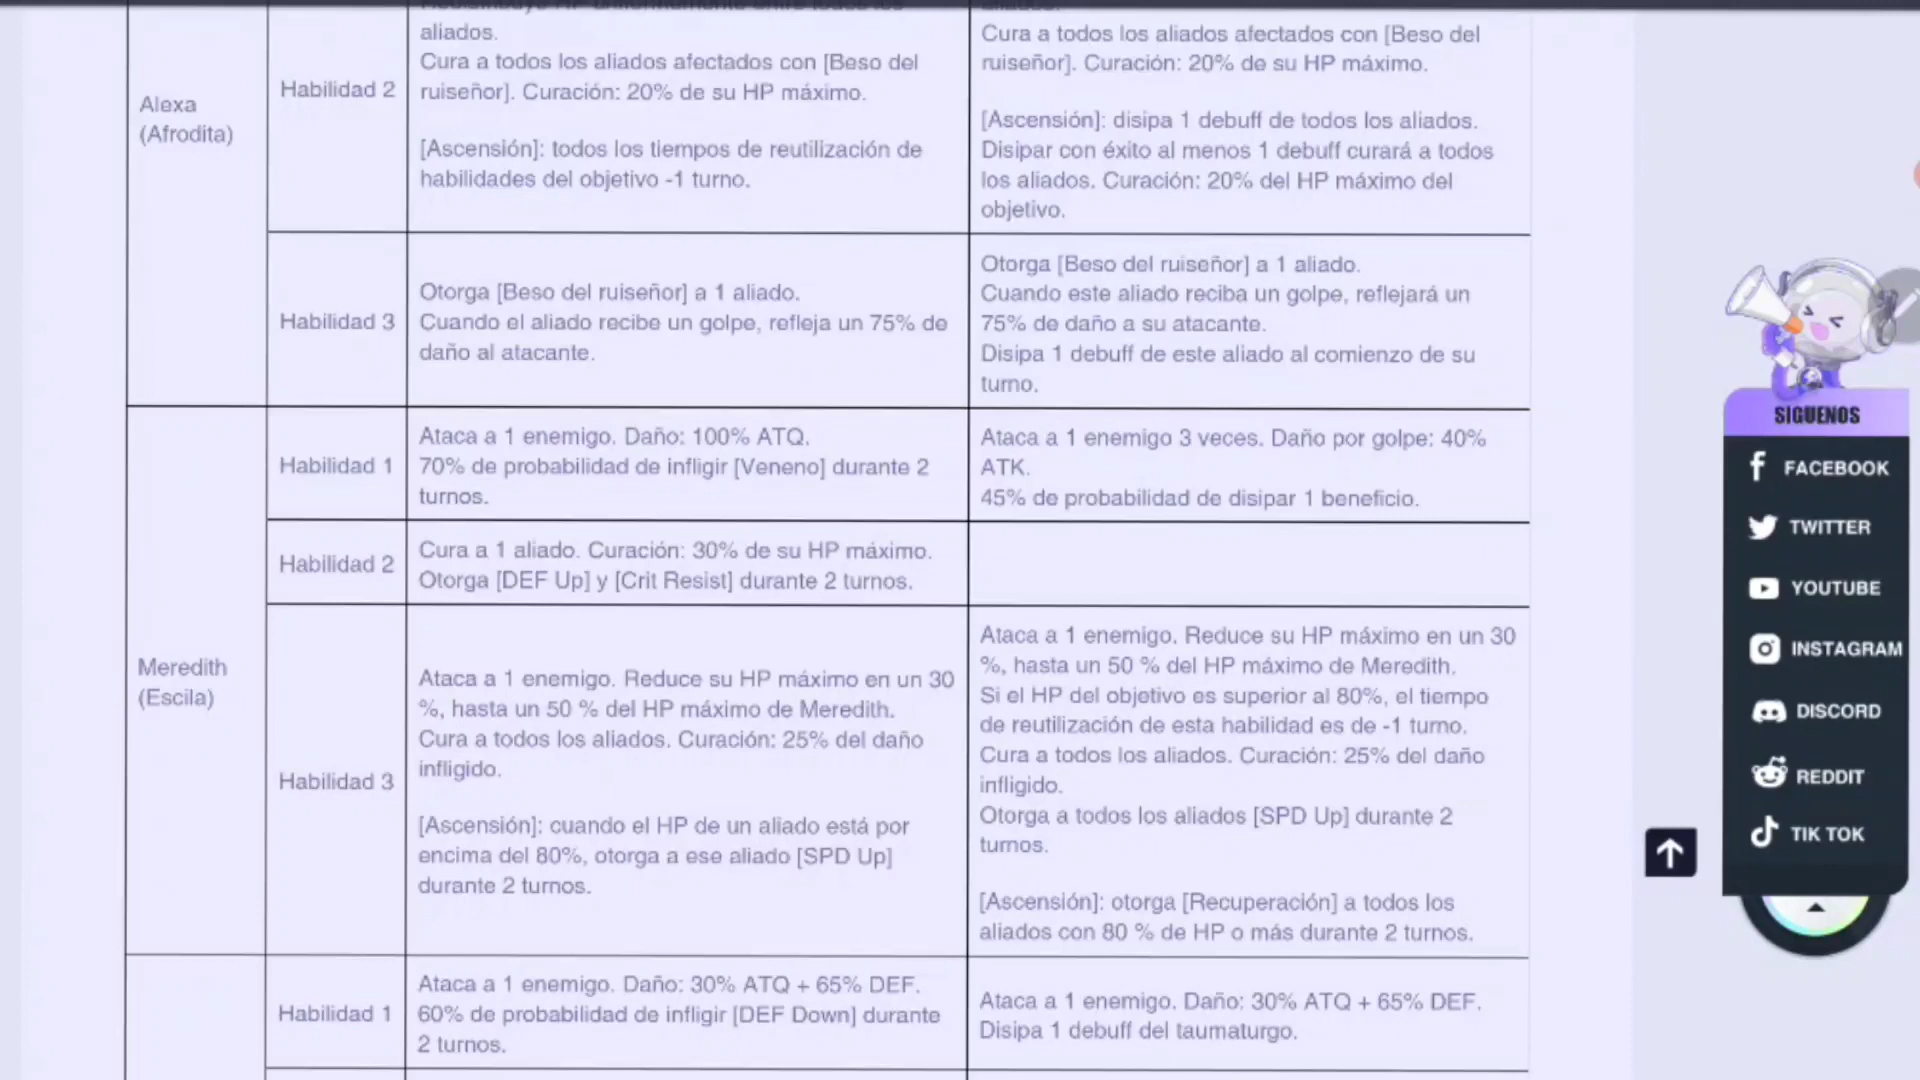 aliados.
Cura a todos los aliados afectados con [Beso del
ruiseñor]. Curación: 20% de su HP máximo.
[Ascensión]: todos los tiempos de reutilización de
habilidades del objetivo -1 turno.
Cura a todos los aliados afectados con [Beso del
ruiseñor]. Curación: 20% de su HP máximo.
[Ascensión]: disipa 1 debuff de todos los aliados.
Disipar con éxito al menos 1 debuff curará a todos
los aliados. Curación: 20% del HP máximo del
objetivo.
Alexa
(Afrodita)
Habilidad 2
Habilidad 3
Otorga [Beso del ruiseñor] a 1 aliado.
Cuando el aliado recibe un golpe, refleja un 75% de
daño al atacante.
Otorga [Beso del ruiseñor] a 1 aliado.
Cuando este aliado reciba un golpe, reflejará un
75% de daño a su atacante.
Disipa 1 debuff de este aliado al comienzo de su
turno.
Meredith
(Escila)
Habilidad 1
Ataca a 1 enemigo. Daño: 100% ATQ.
70% de probabilidad de infligir [Veneno] durante 2
turnos.
Ataca a 1 enemigo 3 veces. Daño por golpe: 40%
ATK.
45% de probabilidad de disipar 1 beneficio.
Habilidad 2
Cura a 1 aliado. Curación: 30% de su HP máximo.
Otorga [DEF Up] y [Crit Resist] durante 2 turnos.
Habilidad 3
Ataca a 1 enemigo. Reduce su HP máximo en un 30
%, hasta un 50 % del HP máximo de Meredith.
Cura a todos los aliados. Curación: 25% del daño
infligido.
[Ascensión]: cuando el HP de un aliado está por
encima del 80%, otorga a ese aliado [SPD Up]
durante 2 turnos.
Ataca a 1 enemigo. Reduce su HP máximo en un 30
%, hasta un 50 % del HP máximo de Meredith.
Si el HP del objetivo es superior al 80%, el tiempo
de reutilización de esta habilidad es de -1 turno.
Cura a todos los aliados. Curación: 25% del daño
infligido.
Otorga a todos los aliados [SPD Up] durante 2
turnos.
[Ascensión]: otorga [Recuperación] a todos los
aliados con 80 % de HP o más durante 2 turnos.
Habilidad 1
Ataca a 1 enemigo. Daño: 30% ATQ + 65% DEF.
60% de probabilidad de infligir [DEF Down] durante
2 turnos.
Ataca a 1 enemigo. Daño: 30% ATQ + 65% DEF.
Disipa 1 debuff del taumaturgo.
SÍGUENOS
FACEBOOK
TWITTER
YOUTUBE
INSTAGRAM
DISCORD
REDDIT
TIK TOK